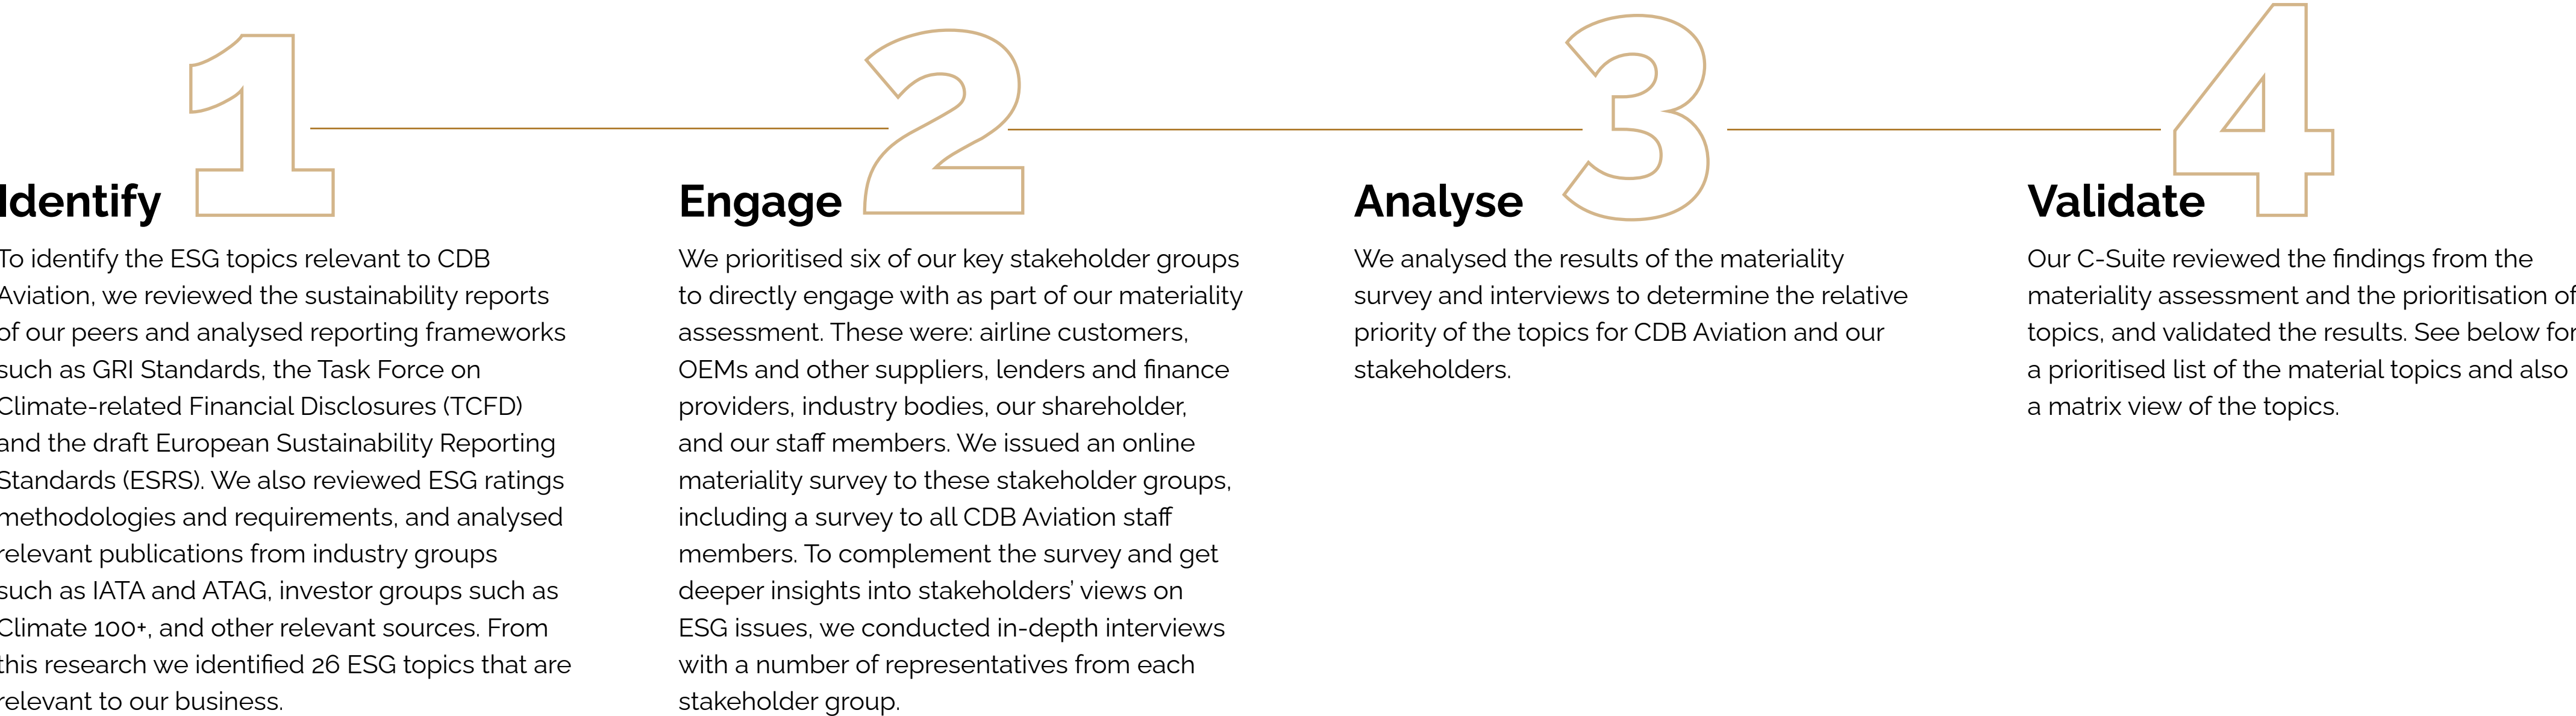 1
Identify
To identify the ESG topics relevant to CDB
Aviation, we reviewed the sustainability reports
of our peers and analysed reporting frameworks
such as GRI Standards, the Task Force on
Climate-related Financial Disclosures (TCFD)
and the draft European Sustainability Reporting
Standards (ESRS). We also reviewed ESG ratings
methodologies and requirements, and analysed
relevant publications from industry groups
such as IATA and ATAG, investor groups such as
Climate 100+, and other relevant sources. From
this research we identified 26 ESG topics that are
relevant to our business.
2
Engage
We prioritised six of our key stakeholder groups
to directly engage with as part of our materiality
assessment. These were: airline customers,
OEMs and other suppliers, lenders and finance
providers, industry bodies, our shareholder,
and our staff members. We issued an online
materiality survey to these stakeholder groups,
including a survey to all CDB Aviation staff
members. To complement the survey and get
deeper insights into stakeholders’ views on
ESG issues, we conducted in-depth interviews
with a number of representatives from each
stakeholder group.
3
Analyse
We analysed the results of the materiality
survey and interviews to determine the relative
priority of the topics for CDB Aviation and our
stakeholders.
4
Validate
Our C-Suite reviewed the findings from the
materiality assessment and the prioritisation of
topics, and validated the results. See below for
a prioritised list of the material topics and also
a matrix view of the topics.